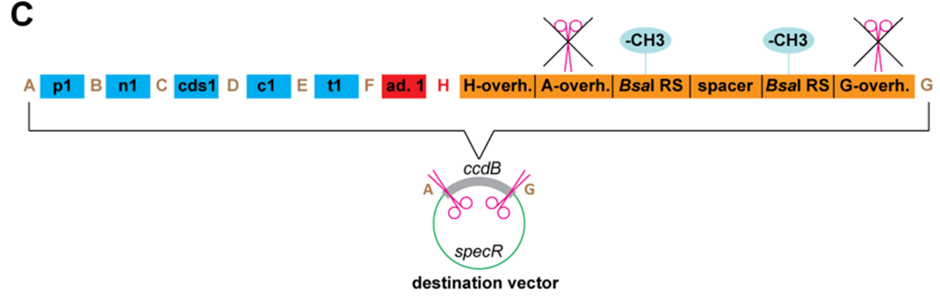 C
-CH3 -CH3
A p1 B n1 C cds1 D c1 E t1 F ad. 1 H H-overh. A-overh. BsaI RS spacer BsaI RS G-overh. G
ccdB
A G
specR
destination vector